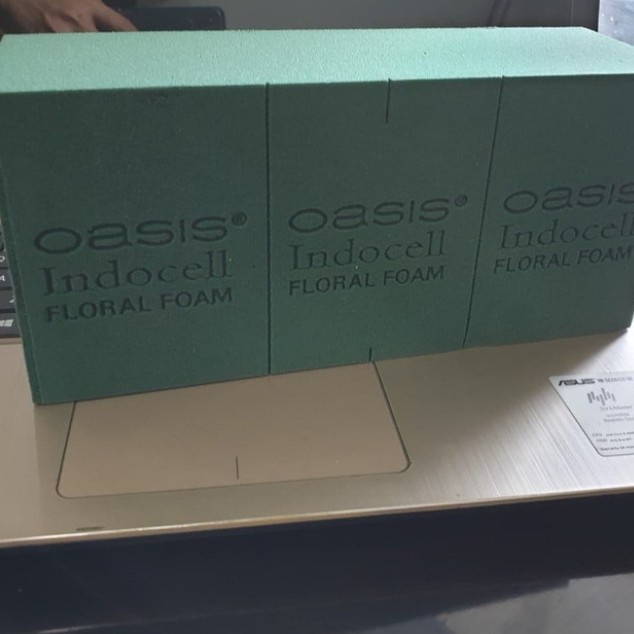 OASIS®
Indocell
FLORAL FOAM
OASIS®
Indocell
FLORAL FOAM
OASIS
Indocell
FLORAL FOAM
ASUS